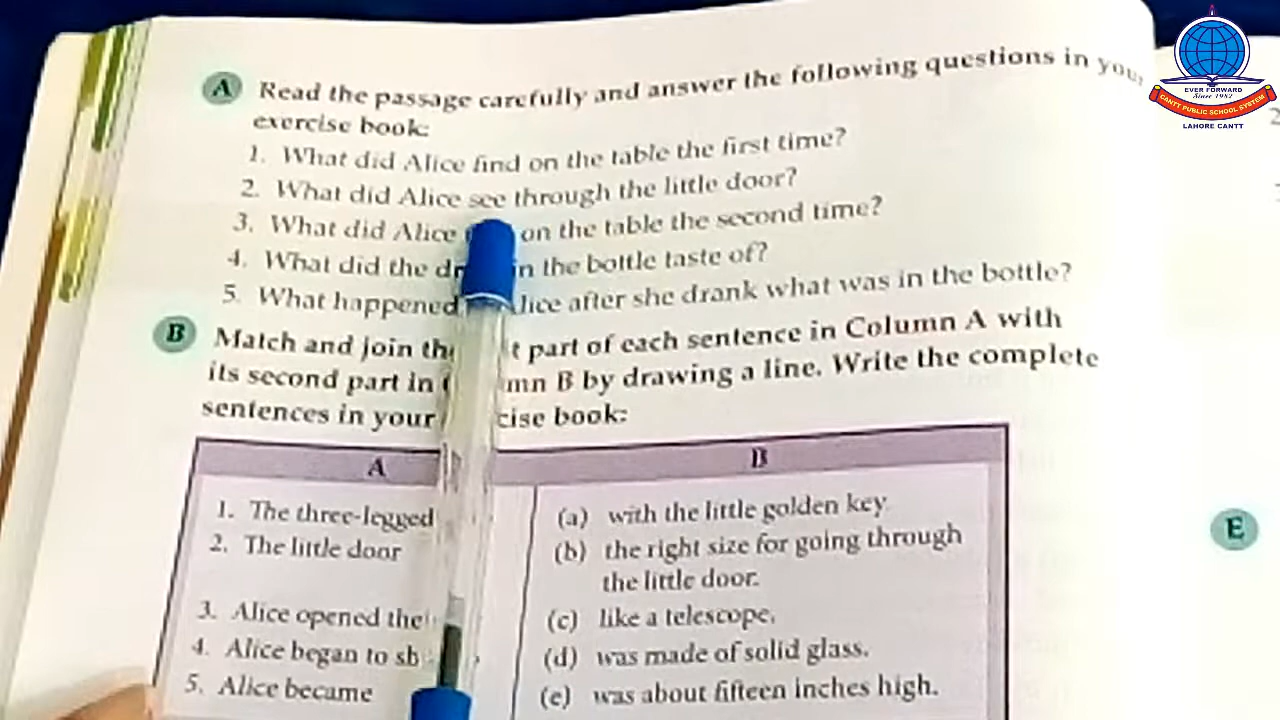 A Read the passage carefully and answer the following questions in your
exercise book:
1. What did Alice find on the table the first time?
2. What did Alice see through the little door?
3. What did Alice on the table the second time?
4. What did the in the bottle taste of?
5. What happened Alice after she drank what was in the bottle?
B Match and join the part of each sentence in Column A with
its second part in Column B by drawing a line. Write the complete
sentences in your exercise book:
A B
1. The three-legged (a) with the little golden key.
2. The little door (b) the right size for going through
the little door.
3. Alice opened the (c) like a telescope.
4. Alice began to (d) was made of solid glass.
5. Alice became (e) was about fifteen inches high.
E
EVER FORWARD
Since 1982
CANTT PUBLIC SCHOOL SYSTEM
LAHORE CANTT
2